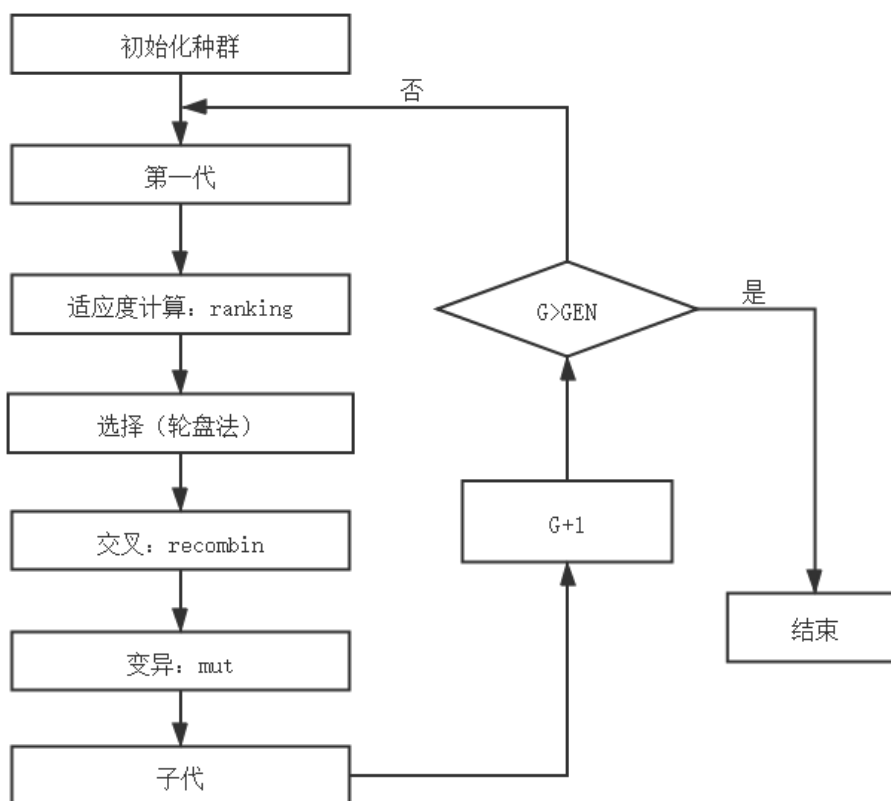 初始化种群
否
第一代
适应度计算：ranking
G>GEN
是
选择（轮盘法）
G+1
交叉：recombin
结束
变异：mut
子代